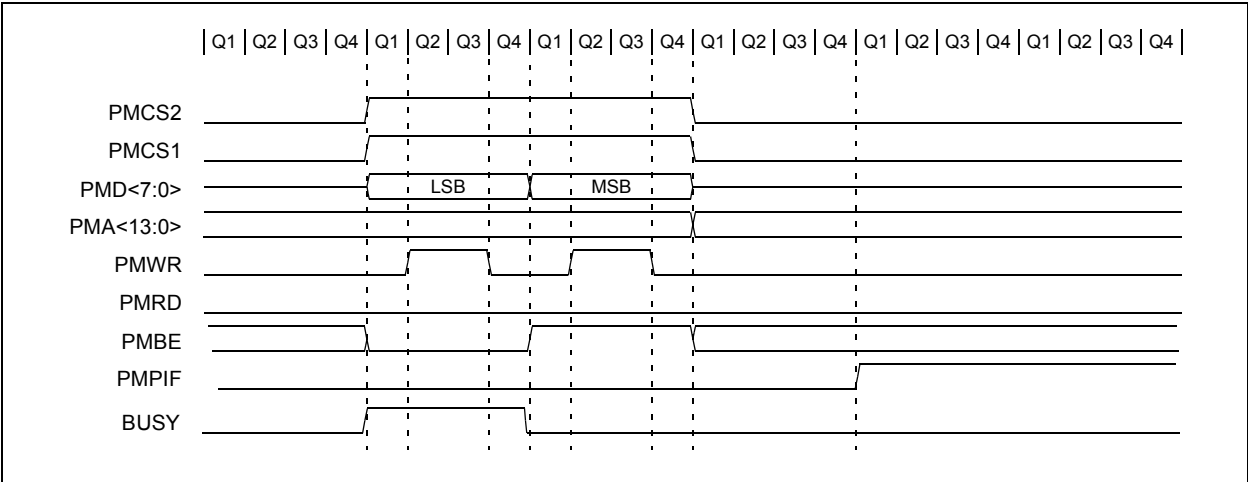 Q1 Q2 Q3 Q4 Q1 Q2 Q3 Q4 Q1 Q2 Q3 Q4 Q1 Q2 Q3 Q4 Q1 Q2 Q3 Q4 Q1 Q2 Q3 Q4
PMCS2
PMCS1
PMD<7:0> LSB MSB
PMA<13:0>
PMWR
PMRD
PMBE
PMPIF
BUSY